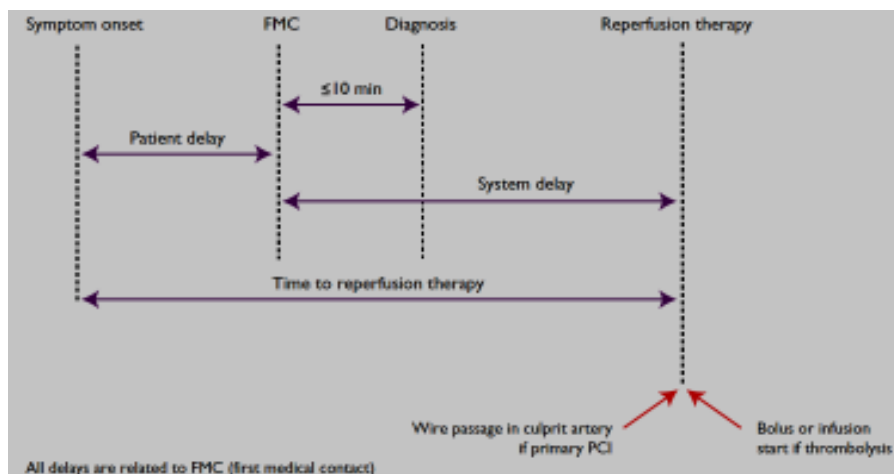 Symptom onset FMC Diagnosis Reperfusion therapy
≤10 min
Patient delay
System delay
Time to reperfusion therapy
Wire passage in culprit artery
if primary PCI
Bolus or infusion
start if thrombolysis
All delays are related to FMC (first medical contact)